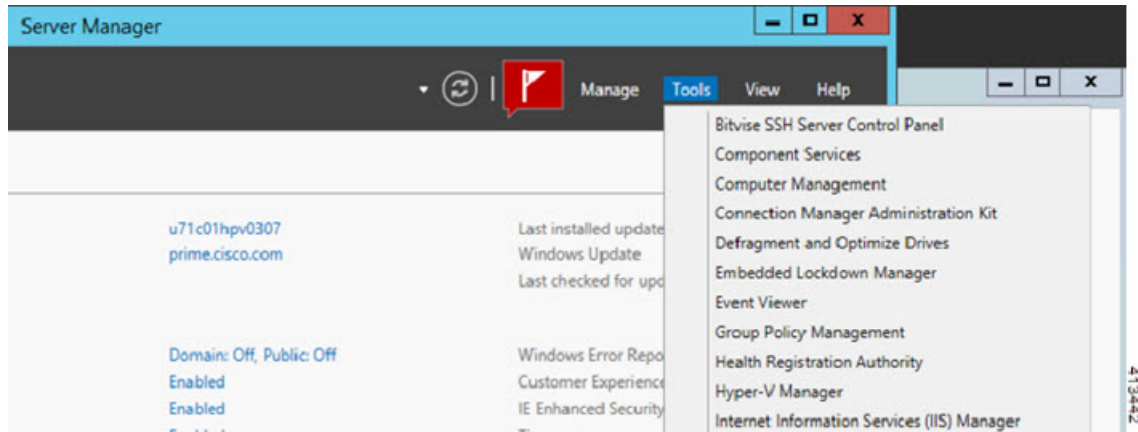 Server Manager
Manage Tools View Help
Bitvise SSH Server Control Panel
Component Services
Computer Management
Connection Manager Administration Kit
Defragment and Optimize Drives
Embedded Lockdown Manager
Event Viewer
Group Policy Management
Health Registration Authority
Hyper-V Manager
Internet Information Services (IIS) Manager
u71c01hpv0307
prime.cisco.com
Last installed update
Windows Update
Last checked for upd
Domain: Off, Public: Off
Enabled
Enabled
Windows Error Repo
Customer Experience
IE Enhanced Security
413442